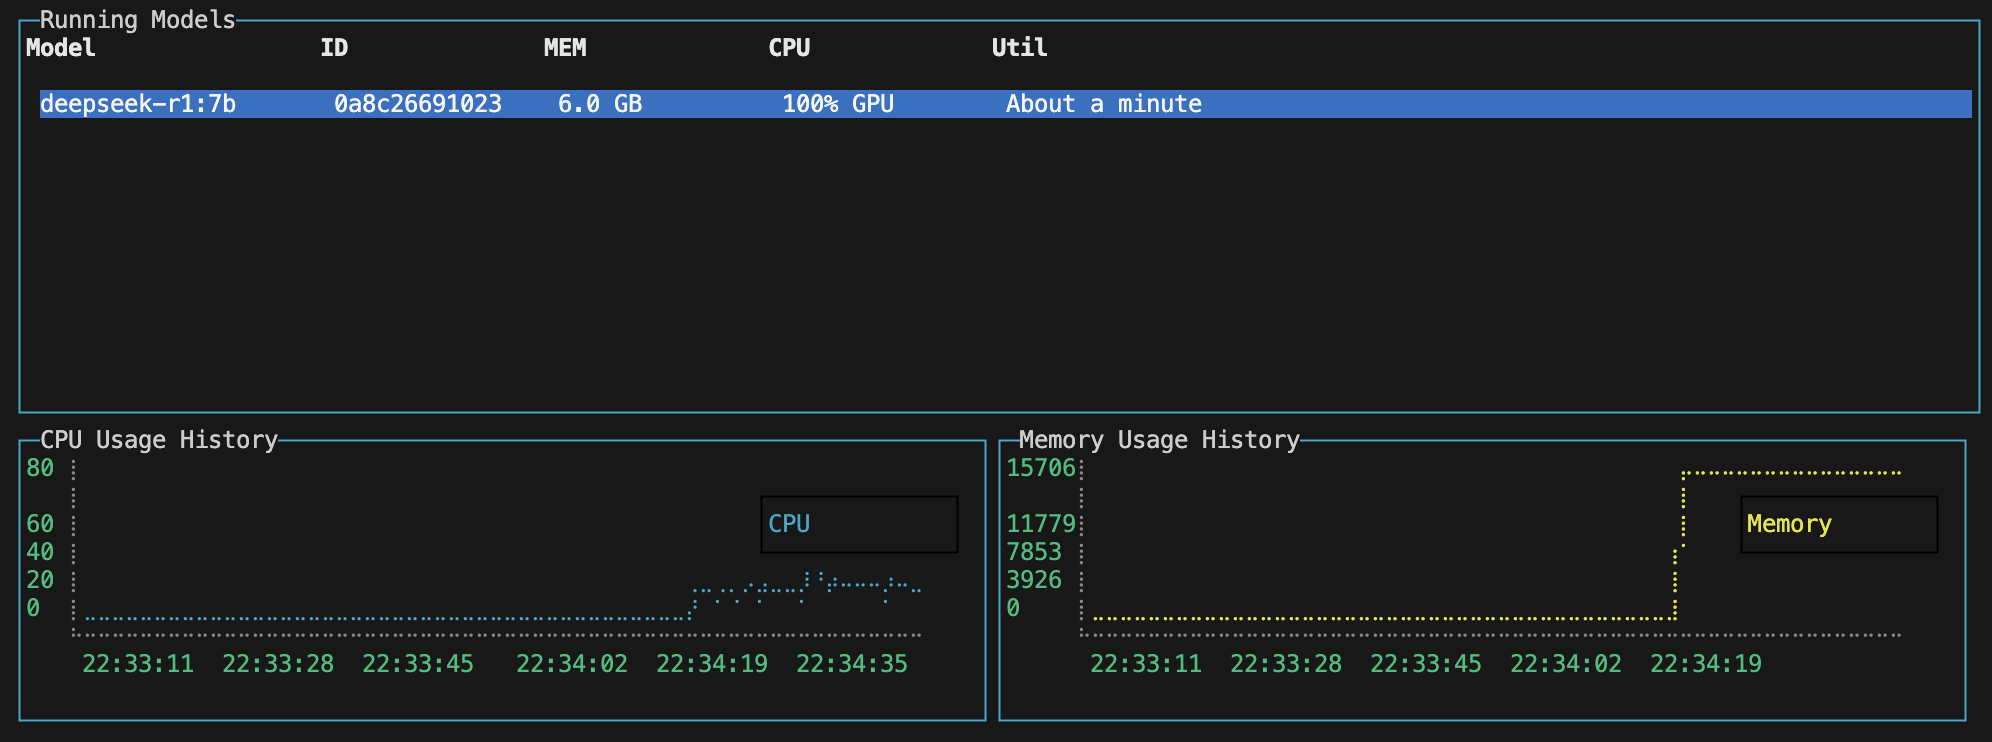 Running Models
Model ID MEM CPU Util
deepseek-r1:7b 0a8c26691023 6.0 GB 100% GPU About a minute
CPU Usage History
80
60
40
20
0
CPU
22:33:11 22:33:28 22:33:45 22:34:02 22:34:19 22:34:35
Memory Usage History
15706
11779
7853
3926
0
Memory
22:33:11 22:33:28 22:33:45 22:34:02 22:34:19